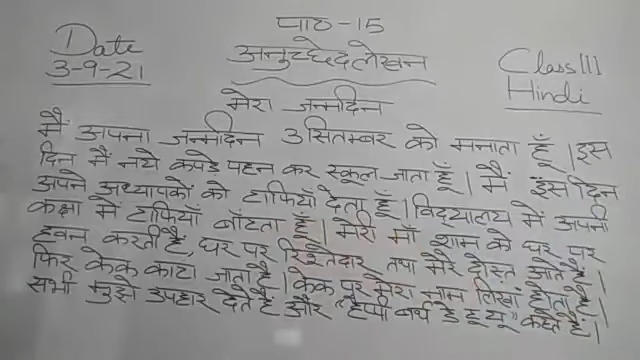 पाठ-15
Date
3-9-21
अनुच्छेदलेखन
Class III
Hindi
मेरा जन्मदिन
मैं अपना जन्मदिन 3 सितम्बर को मनाता हूँ। इस
दिन मैं नये कपड़े पहन कर स्कूल जाता हूँ। मैं इस दिन
अपने अध्यापकों को टाफियाँ देता हूँ। विद्यालय में अपनी
कक्षा में टाफियाँ बाँटता हूँ। मेरी माँ शाम को घर पर
हवन करती है, घर पर रिश्तेदार तथा मेरे दोस्त आते हैं।
फिर केक काटा जाता है। केक पर मेरा नाम लिखा होता है।
सभी मुझे उपहार देते हैं और "हैप्पी बर्थ डे टू यू" कहते हैं।